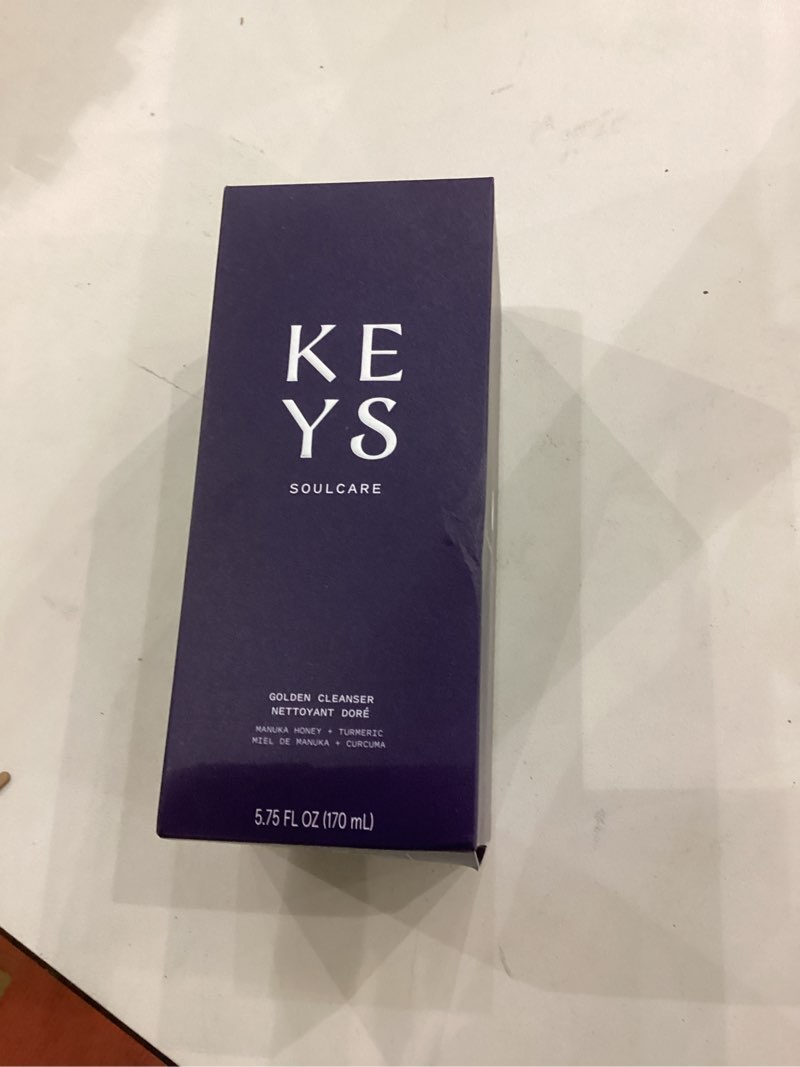 KE
YS
SOULCARE
GOLDEN CLEANSER
NETTOYANT DORÉ
MANUKA HONEY + TURMERIC
MIEL DE MANUKA + CURCUMA
5.75 FL OZ (170 mL)